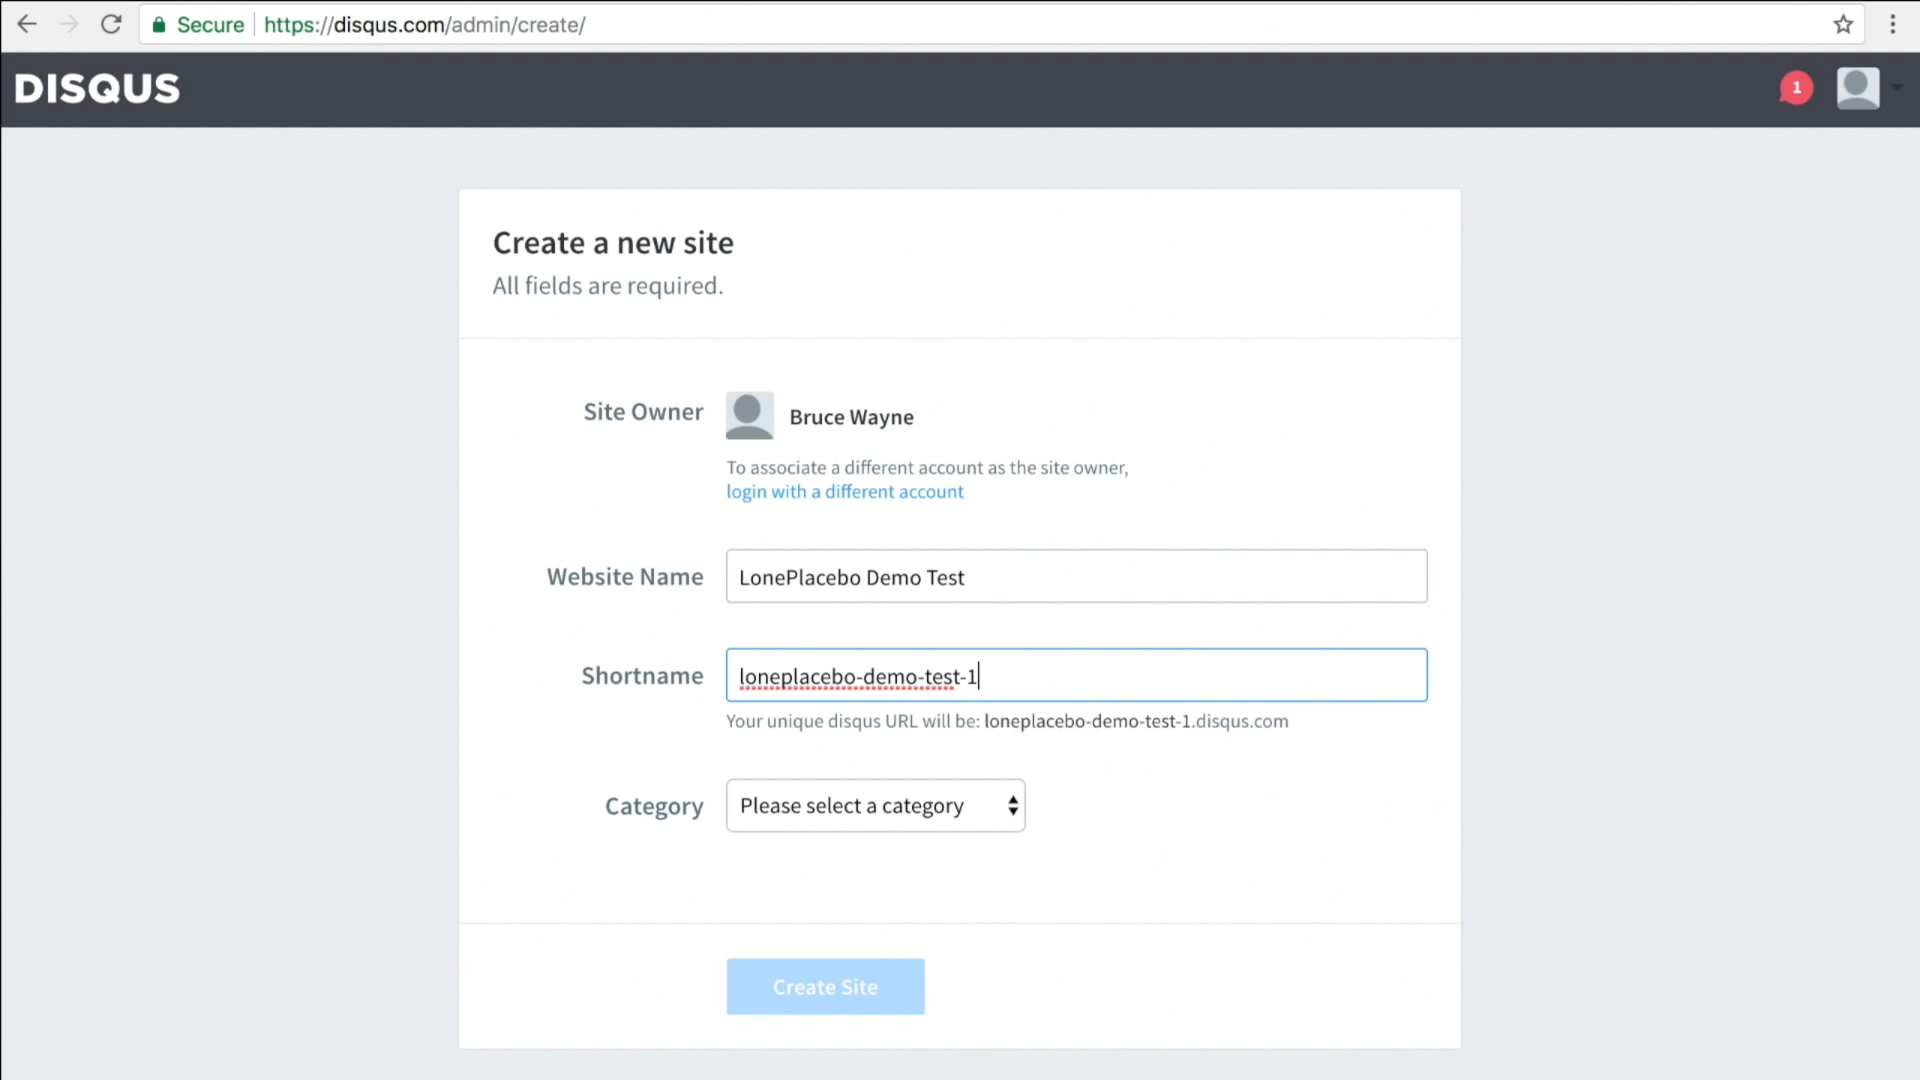 Secure https://disqus.com/admin/create/
DISQUS
1
Create a new site
All fields are required.
Site Owner
Bruce Wayne
To associate a different account as the site owner,
login with a different account
Website Name
LonePlacebo Demo Test
Shortname
loneplacebo-demo-test-1
Your unique disqus URL will be: loneplacebo-demo-test-1.disqus.com
Category
Please select a category
Create Site